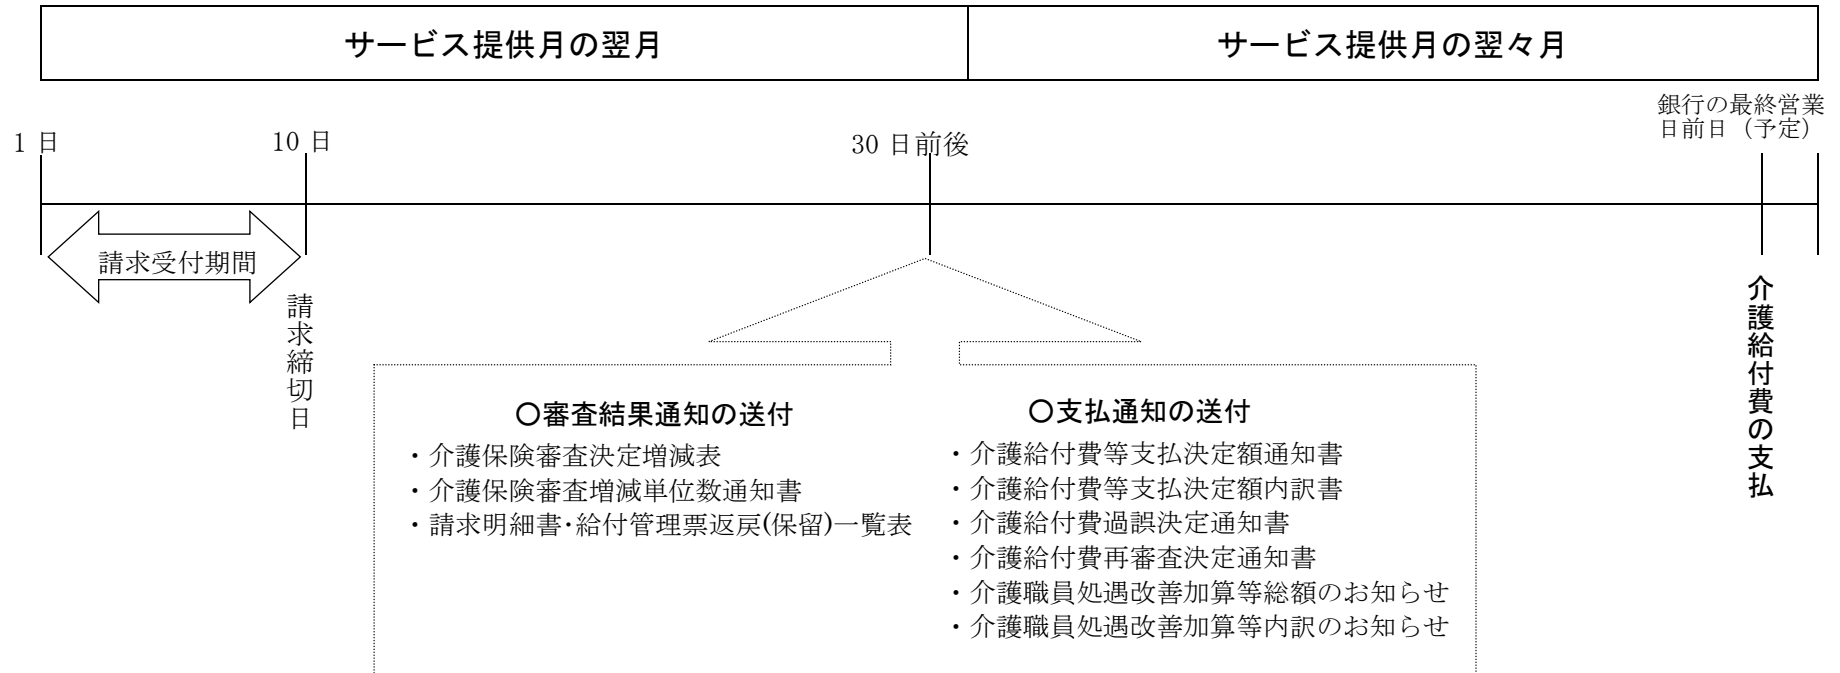 サービス提供月の翌月
サービス提供月の翌々月
銀行の最終営業
日前日（予定）
1 日
10 日
30 日前後
請求受付期間
請求締切日
介護給付費の支払
〇審査結果通知の送付
・介護保険審査決定増減表
・介護保険審査増減単位数通知書
・請求明細書･給付管理票返戻(保留)一覧表
〇支払通知の送付
・介護給付費等支払決定額通知書
・介護給付費等支払決定額内訳書
・介護給付費過誤決定通知書
・介護給付費再審査決定通知書
・介護職員処遇改善加算等総額のお知らせ
・介護職員処遇改善加算等内訳のお知らせ